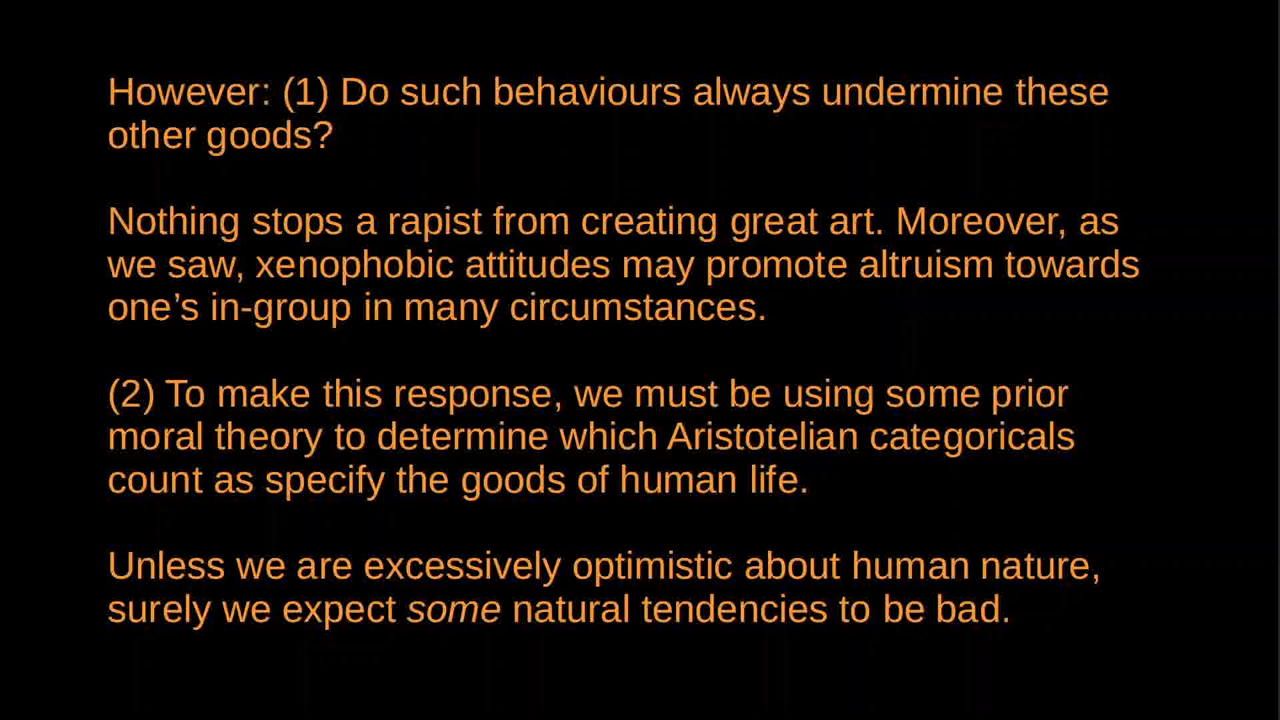 However: (1) Do such behaviours always undermine these
other goods?
Nothing stops a rapist from creating great art. Moreover, as
we saw, xenophobic attitudes may promote altruism towards
one’s in-group in many circumstances.
(2) To make this response, we must be using some prior
moral theory to determine which Aristotelian categoricals
count as specify the goods of human life.
Unless we are excessively optimistic about human nature,
surely we expect some natural tendencies to be bad.